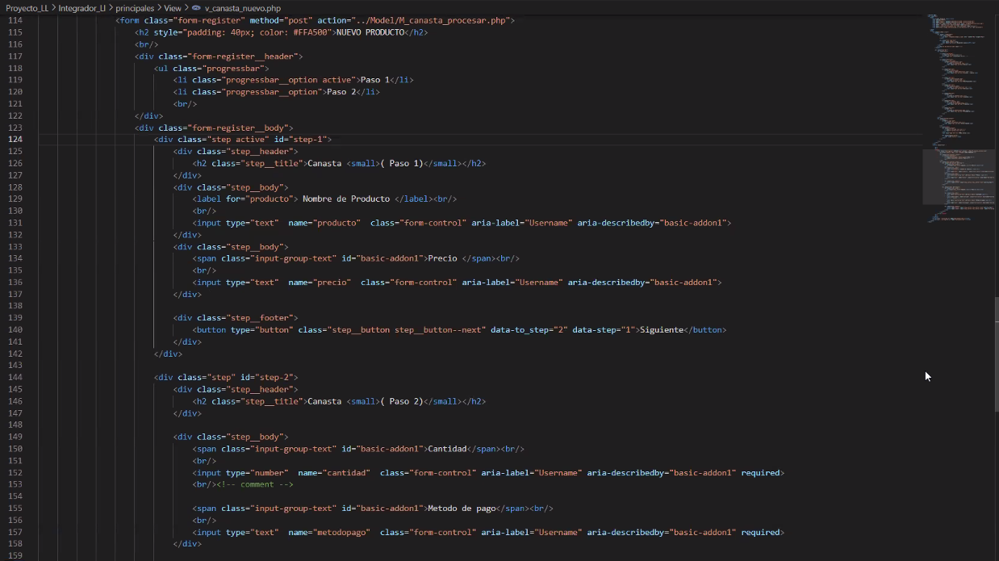 Proyecto_LL > Integrador_LI > principales > View > v_canasta_nuevo.php
114 <form class="form-register" method="post" action="../Model/M_canasta_procesar.php">
115 <h2 style="padding: 40px; color: #FFA500">NUEVO PRODUCTO</h2>
116 <br/>
117 <div class="form-register__header">
118 <ul class="progressbar">
119 <li class="progressbar__option active">Paso 1</li>
120 <li class="progressbar__option">Paso 2</li>
121 <br/>
122 </div>
123 <div class="form-register__body">
124 <div class="step active" id="step-1">
125 <div class="step__header">
126 <h2 class="step__title">Canasta <small>( Paso 1)</small></h2>
127 </div>
128 <div class="step__body">
129 <label for="producto"> Nombre de Producto </label><br/>
130 <br/>
131 <input type="text"  name="producto"  class="form-control" aria-label="Username" aria-describedby="basic-addon1">
132 </div>
133 <div class="step__body">
134 <span class="input-group-text" id="basic-addon1">Precio </span><br/>
135 <br/>
136 <input type="text"  name="precio"  class="form-control" aria-label="Username" aria-describedby="basic-addon1">
137 </div>
138
139 <div class="step__footer">
140 <button type="button" class="step__button step__button--next" data-to_step="2" data-step="1">Siguiente</button>
141 </div>
142 </div>
143
144 <div class="step" id="step-2">
145 <div class="step__header">
146 <h2 class="step__title">Canasta <small>( Paso 2)</small></h2>
147 </div>
148
149 <div class="step__body">
150 <span class="input-group-text" id="basic-addon1">Cantidad</span><br/>
151 <br/>
152 <input type="number"  name="cantidad"  class="form-control" aria-label="Username" aria-describedby="basic-addon1" required>
153 <br/><!-- comment -->
154
155 <span class="input-group-text" id="basic-addon1">Metodo de pago</span><br/>
156 <br/>
157 <input type="text"  name="metodopago"  class="form-control" aria-label="Username" aria-describedby="basic-addon1" required>
158 </div>
159